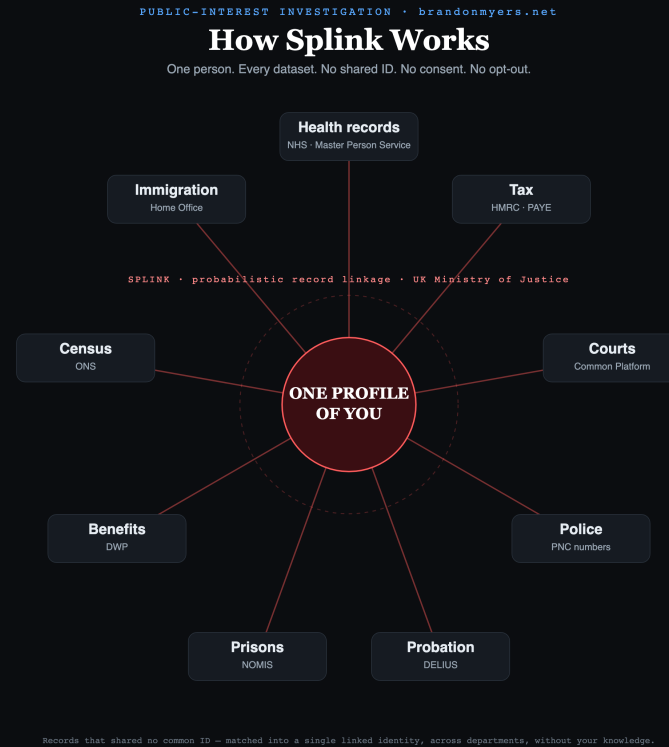 PUBLIC-INTEREST INVESTIGATION · brandonmyers.net
How Splink Works
One person. Every dataset. No shared ID. No consent. No opt-out.
Health records
NHS · Master Person Service
Immigration
Home Office
Tax
HMRC · PAYE
SPLINK · probabilistic record linkage · UK Ministry of Justice
Census
ONS
Courts
Common Platform
ONE PROFILE
OF YOU
Benefits
DWP
Police
PNC numbers
Prisons
NOMIS
Probation
DELIUS
Records that shared no common ID — matched into a single linked identity, across departments, without your knowledge.